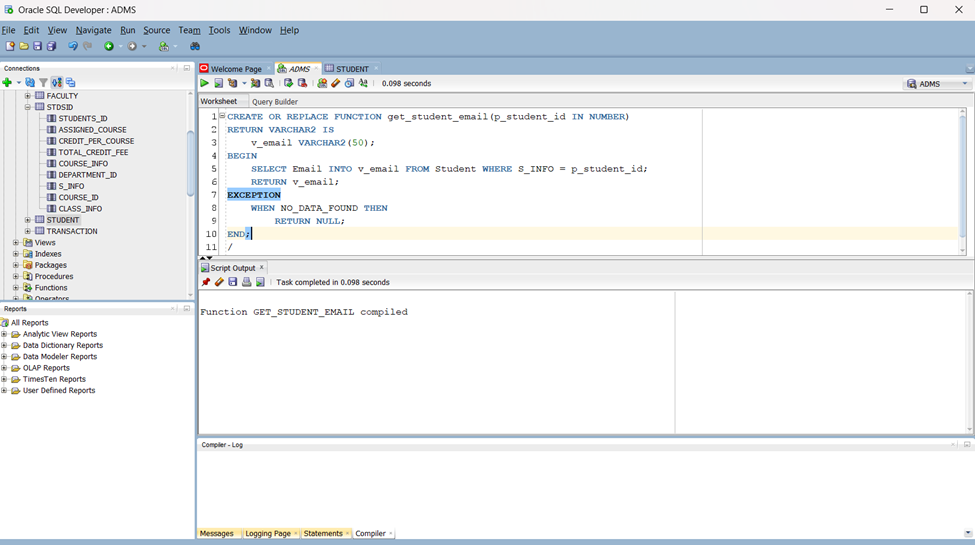 Oracle SQL Developer : ADMS
File Edit View Navigate Run Source Team Tools Window Help
Connections
FACULTY
STDSID
STUDENTS_ID
ASSIGNED_COURSE
CREDIT_PER_COURSE
TOTAL_CREDIT_FEE
COURSE_INFO
DEPARTMENT_ID
S_INFO
COURSE_ID
CLASS_INFO
STUDENT
TRANSACTION
Views
Indexes
Packages
Procedures
Functions
Operators
Reports
All Reports
Analytic View Reports
Data Dictionary Reports
Data Modeler Reports
OLAP Reports
TimesTen Reports
User Defined Reports
Welcome Page ADMS STUDENT
0.098 seconds ADMS
Worksheet Query Builder
1 CREATE OR REPLACE FUNCTION get_student_email(p_student_id IN NUMBER)
2 RETURN VARCHAR2 IS
3 v_email VARCHAR2(50);
4 BEGIN
5 SELECT Email INTO v_email FROM Student WHERE S_INFO = p_student_id;
6 RETURN v_email;
7 EXCEPTION
8 WHEN NO_DATA_FOUND THEN
9 RETURN NULL;
10 END;
11 /
Script Output x
Task completed in 0.098 seconds
Function GET_STUDENT_EMAIL compiled
Compiler - Log
Messages Logging Page Statements Compiler